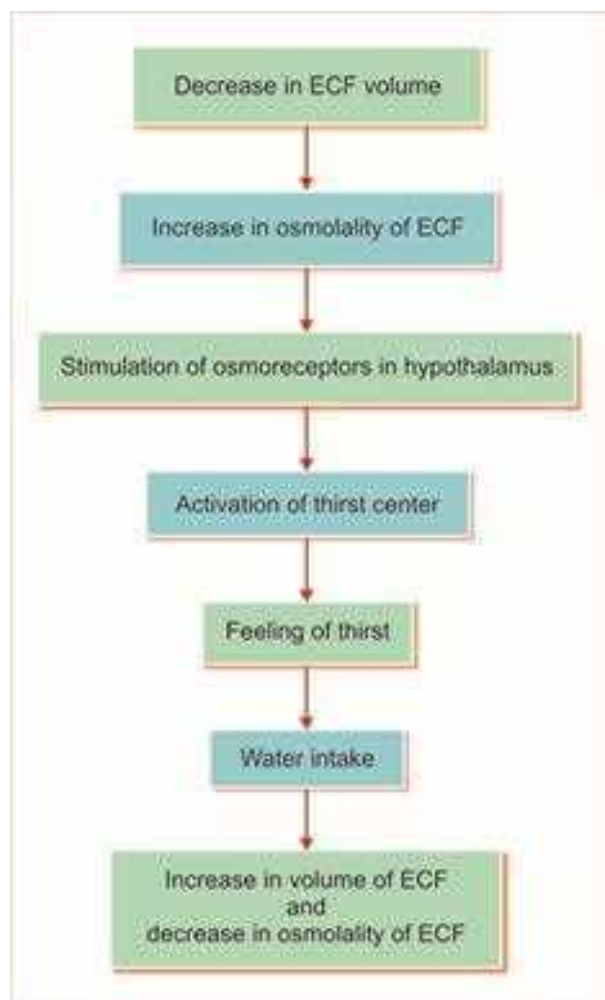 Decrease in ECF volume
Increase in osmolality of ECF
Stimulation of osmoreceptors in hypothalamus
Activation of thirst center
Feeling of thirst
Water intake
Increase in volume of ECF
and
decrease in osmolality of ECF